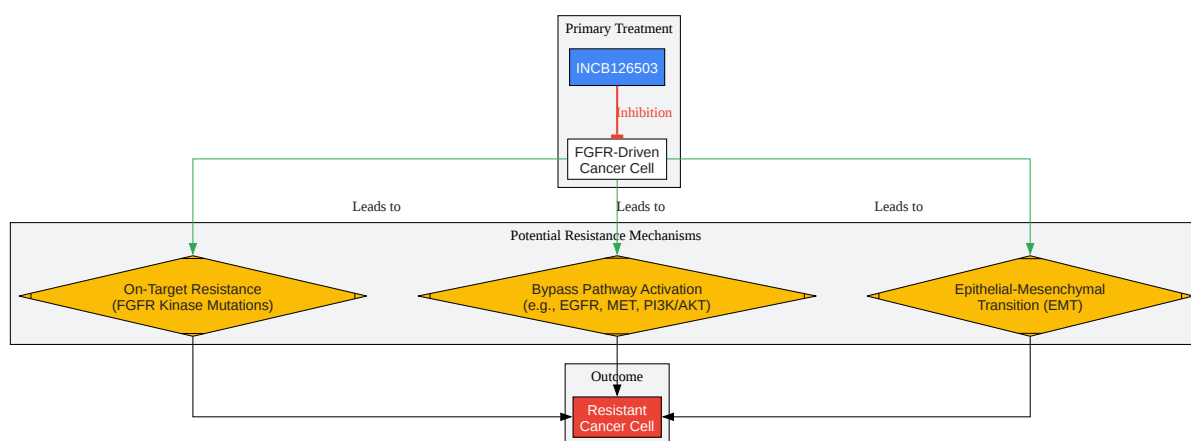 Primary Treatment
INCB126503
Inhibition
FGFR-Driven
Cancer Cell
Leads to
Leads to
Leads to
Potential Resistance Mechanisms
On-Target Resistance
(FGFR Kinase Mutations)
Bypass Pathway Activation
(e.g., EGFR, MET, PI3K/AKT)
Epithelial-Mesenchymal
Transition (EMT)
Outcome
Resistant
Cancer Cell